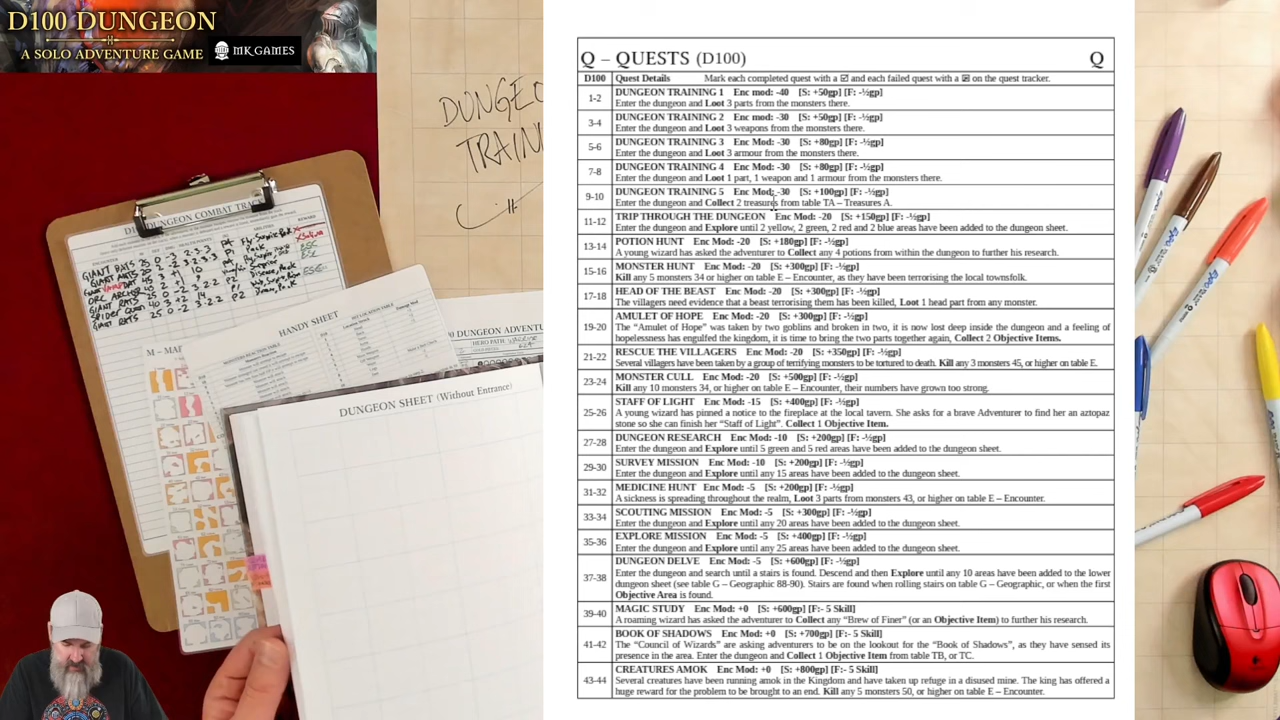 D100 DUNGEON
A SOLO ADVENTURE GAME
MK GAMES
DUNGEON COMBAT
GIANT RATS
ORC ARCHER
GIANT RATS
HANDY SHEET
DUNGEON SHEET (Without Entrance)
Q – QUESTS (D100) Q
D100 Quest Details Mark each completed quest with a ☑ and each failed quest with a ☒ on the quest tracker.
1-2 DUNGEON TRAINING 1 Enc mod: -40 [S: +50gp] [F: -½gp]
Enter the dungeon and Loot 3 parts from the monsters there.
3-4 DUNGEON TRAINING 2 Enc mod: -30 [S: +50gp] [F: -½gp]
Enter the dungeon and Loot 3 weapons from the monsters there.
5-6 DUNGEON TRAINING 3 Enc Mod: -30 [S: +80gp] [F: -½gp]
Enter the dungeon and Loot 3 armour from the monsters there.
7-8 DUNGEON TRAINING 4 Enc Mod: -30 [S: +80gp] [F: -½gp]
Enter the dungeon and Loot 1 part, 1 weapon and 1 armour from the monsters there.
9-10 DUNGEON TRAINING 5 Enc Mod: -30 [S: +100gp] [F: -½gp]
Enter the dungeon and Collect 2 treasures from table TA – Treasures A.
11-12 TRIP THROUGH THE DUNGEON Enc Mod: -20 [S: +150gp] [F: -½gp]
Enter the dungeon and Explore until 2 yellow, 2 green, 2 red and 2 blue areas have been added to the dungeon sheet.
13-14 POTION HUNT Enc Mod: -20 [S: +180gp] [F: -½gp]
A young wizard has asked the adventurer to Collect any 4 potions from within the dungeon to further his research.
15-16 MONSTER HUNT Enc Mod: -20 [S: +300gp] [F: -½gp]
Kill any 5 monsters 34 or higher on table E – Encounter, as they have been terrorising the local townsfolk.
17-18 HEAD OF THE BEAST Enc Mod: -20 [S: +300gp] [F: -½gp]
The villagers need evidence that a beast terrorising them has been killed, Loot 1 head part from any monster.
19-20 AMULET OF HOPE Enc Mod: -20 [S: +300gp] [F: -½gp]
The “Amulet of Hope” was taken by two goblins and broken in two, it is now lost deep inside the dungeon and a feeling of
hopelessness has engulfed the kingdom, it is time to bring the two parts together again, Collect 2 Objective Items.
21-22 RESCUE THE VILLAGERS Enc Mod: -20 [S: +350gp] [F: -½gp]
Several villagers have been taken by a group of terrifying monsters to be tortured to death. Kill any 3 monsters 45, or higher on table E.
23-24 MONSTER CULL Enc Mod: -20 [S: +500gp] [F: -½gp]
Kill any 10 monsters 34, or higher on table E – Encounter, their numbers have grown too strong.
25-26 STAFF OF LIGHT Enc Mod: -15 [S: +400gp] [F: -½gp]
A young wizard has pinned a notice to the fireplace at the local tavern. She asks for a brave Adventurer to find her an aztopaz
stone so she can finish her “Staff of Light”. Collect 1 Objective Item.
27-28 DUNGEON RESEARCH Enc Mod: -10 [S: +200gp] [F: -½gp]
Enter the dungeon and Explore until 5 green and 5 red areas have been added to the dungeon sheet.
29-30 SURVEY MISSION Enc Mod: -10 [S: +200gp] [F: -½gp]
Enter the dungeon and Explore until any 15 areas have been added to the dungeon sheet.
31-32 MEDICINE HUNT Enc Mod: -5 [S: +200gp] [F: -½gp]
A sickness is spreading throughout the realm, Loot 3 parts from monsters 43, or higher on table E – Encounter.
33-34 SCOUTING MISSION Enc Mod: -5 [S: +300gp] [F: -½gp]
Enter the dungeon and Explore until any 20 areas have been added to the dungeon sheet.
35-36 EXPLORE MISSION Enc Mod: -5 [S: +400gp] [F: -½gp]
Enter the dungeon and Explore until any 25 areas have been added to the dungeon sheet.
37-38 DUNGEON DELVE Enc Mod: -5 [S: +600gp] [F: -½gp]
Enter the dungeon and search until a stairs is found. Descend and then Explore until any 10 areas have been added to the lower
dungeon sheet (see table G – Geographic 88-90). Stairs are found when rolling stairs on table G – Geographic, or when the first
Objective Area is found.
39-40 MAGIC STUDY Enc Mod: +0 [S: +600gp] [F:- 5 Skill]
A roaming wizard has asked the adventurer to Collect any “Brew of Finer” (or an Objective Item) to further his research.
41-42 BOOK OF SHADOWS Enc Mod: +0 [S: +700gp] [F:- 5 Skill]
The “Council of Wizards” are asking adventurers to be on the lookout for the “Book of Shadows”, as they have sensed its
presence in the area. Enter the dungeon and Collect 1 Objective Item from table TB, or TC.
43-44 CREATURES AMOK Enc Mod: +0 [S: +800gp] [F:- 5 Skill]
Several creatures have been running amok in the Kingdom and have taken up refuge in a disused mine. The king has offered a
huge reward for the problem to be brought to an end. Kill any 5 monsters 50, or higher on table E – Encounter.